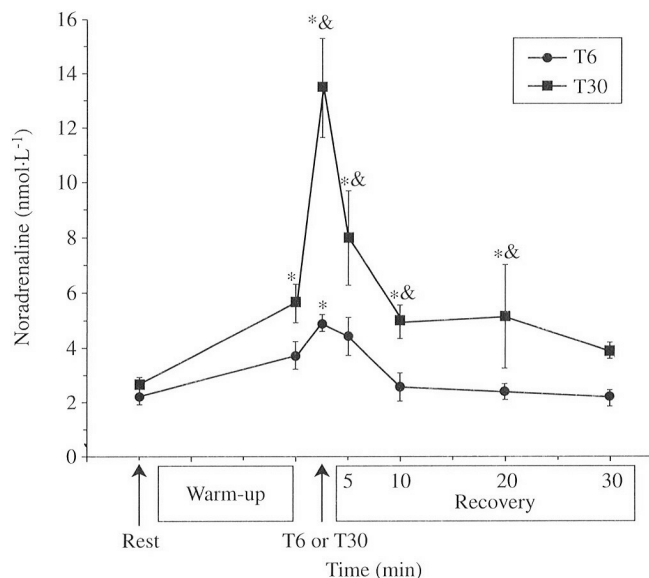 16
*&
T6
T30
14
12
10
*&
8
*&
*
*&
6
*
4
2
0
Noradrenaline (nmol·L⁻¹)
5 10 20 30
Warm-up
Recovery
Rest
T6 or T30
Time (min)